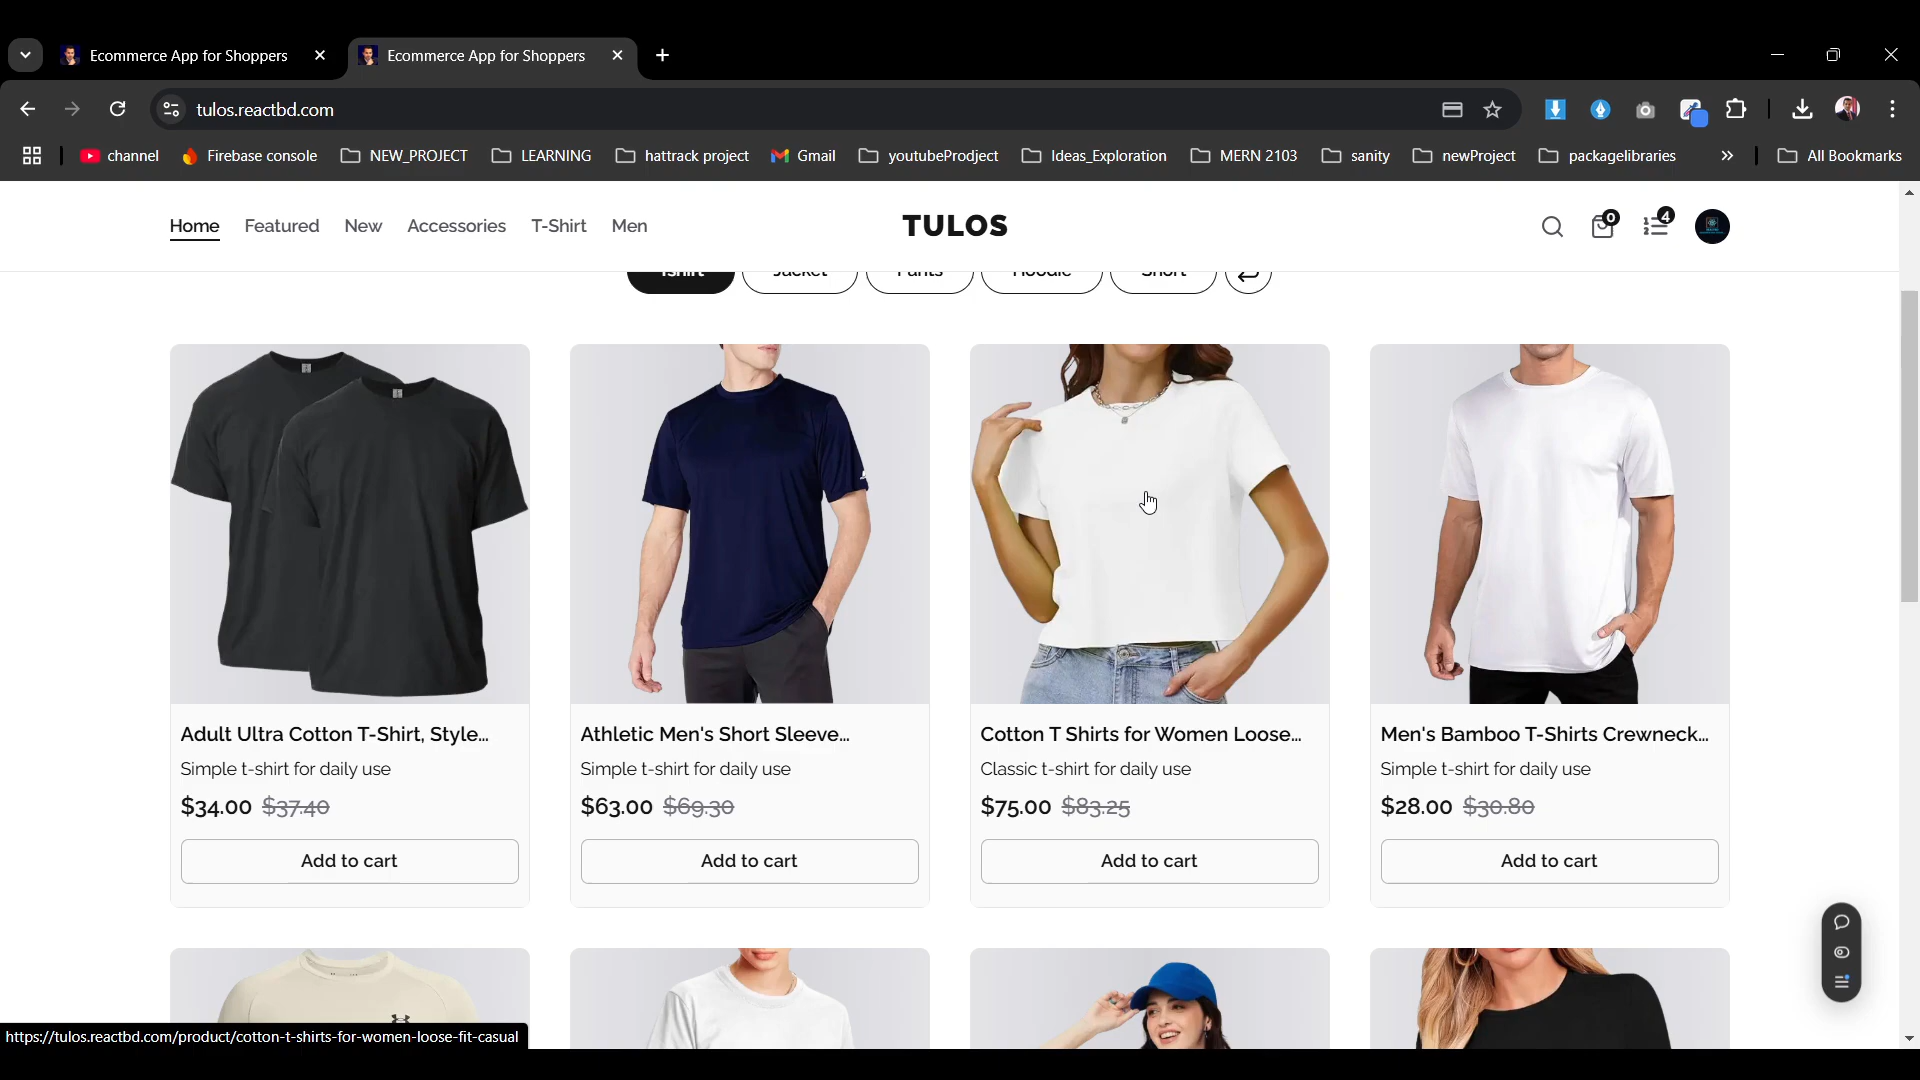 Ecommerce App for Shoppers
Ecommerce App for Shoppers
tulos.reactbd.com
channel
Firebase console
NEW_PROJECT
LEARNING
hattrack project
Gmail
youtubeProdject
Ideas_Exploration
MERN 2103
sanity
newProject
packagelibraries
All Bookmarks
Home
Featured
New
Accessories
T-Shirt
Men
TULOS
0
4
Tshirt
Jacket
Pants
Hoodie
Short
Adult Ultra Cotton T-Shirt, Style...
Simple t-shirt for daily use
$34.00 $37.40
Add to cart
Athletic Men's Short Sleeve...
Simple t-shirt for daily use
$63.00 $69.30
Add to cart
Cotton T Shirts for Women Loose...
Classic t-shirt for daily use
$75.00 $83.25
Add to cart
Men's Bamboo T-Shirts Crewneck...
Simple t-shirt for daily use
$28.00 $30.80
Add to cart
https://tulos.reactbd.com/product/cotton-t-shirts-for-women-loose-fit-casual